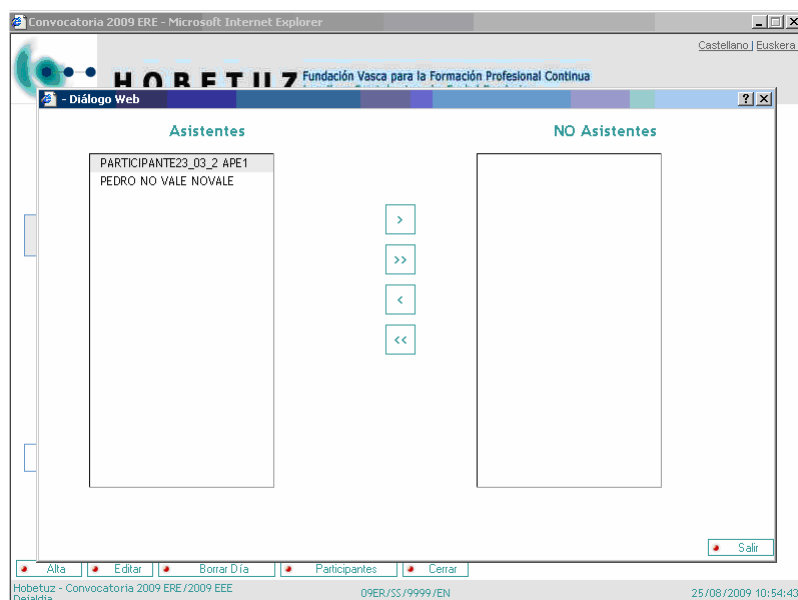 Convocatoria 2009 ERE - Microsoft Internet Explorer
Castellano | Euskera
HOBETUZ Fundación Vasca para la Formación Profesional Continua
- Diálogo Web
Asistentes
NO Asistentes
PARTICIPANTE23_03_2 APE1
PEDRO NO VALE NOVALE
>
>>
<
<<
Salir
Alta
Editar
Borrar Día
Participantes
Cerrar
Hobetuz - Convocatoria 2009 ERE/2009 EEE
Deialdia
09ER/SS/9999/EN
25/08/2009 10:54:43